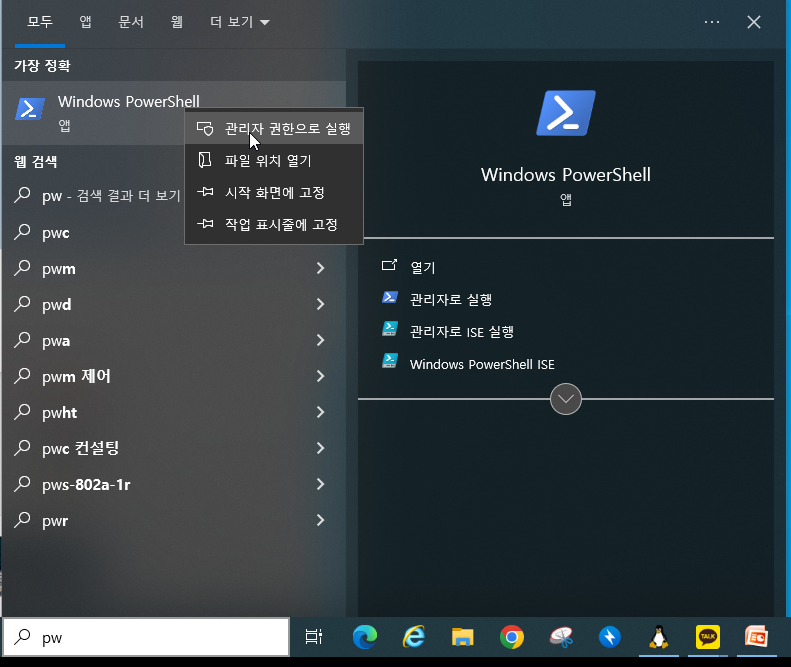 모두 앱 문서 웹 더 보기
가장 정확
Windows PowerShell
앱
관리자 권한으로 실행
파일 위치 열기
시작 화면에 고정
작업 표시줄에 고정
웹 검색
pw - 검색 결과 더 보기
pwc
pwm
pwd
pwa
pwm 제어
pwht
pwc 컨설팅
pws-802a-1r
pwr
Windows PowerShell
앱
열기
관리자로 실행
관리자로 ISE 실행
Windows PowerShell ISE
pw
TALK